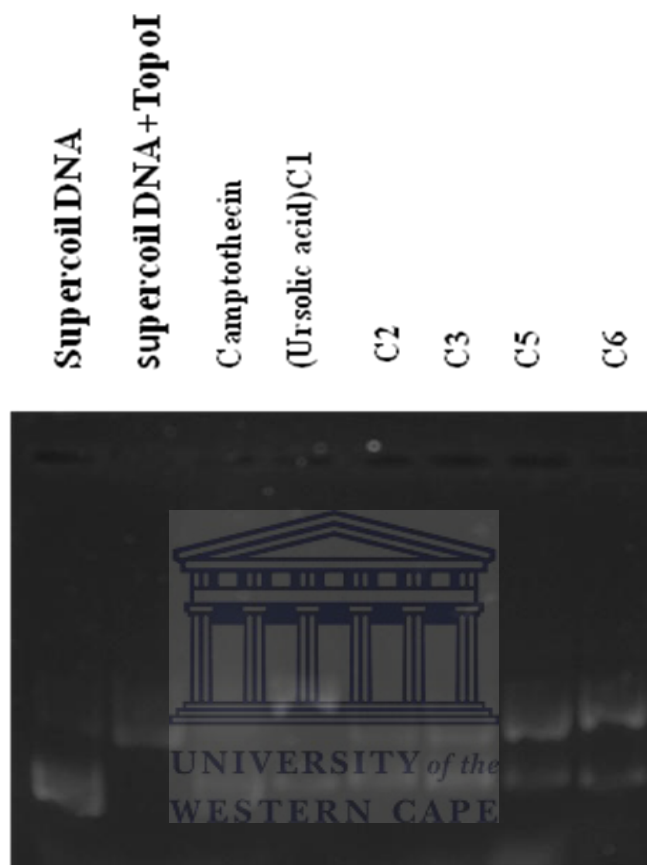 Supercoil DNA
supercoil DNA+TopoI
Camptothecin
(Ursolic acid)C1
C2
C3
C5
C6
UNIVERSITY of the
WESTERN CAPE